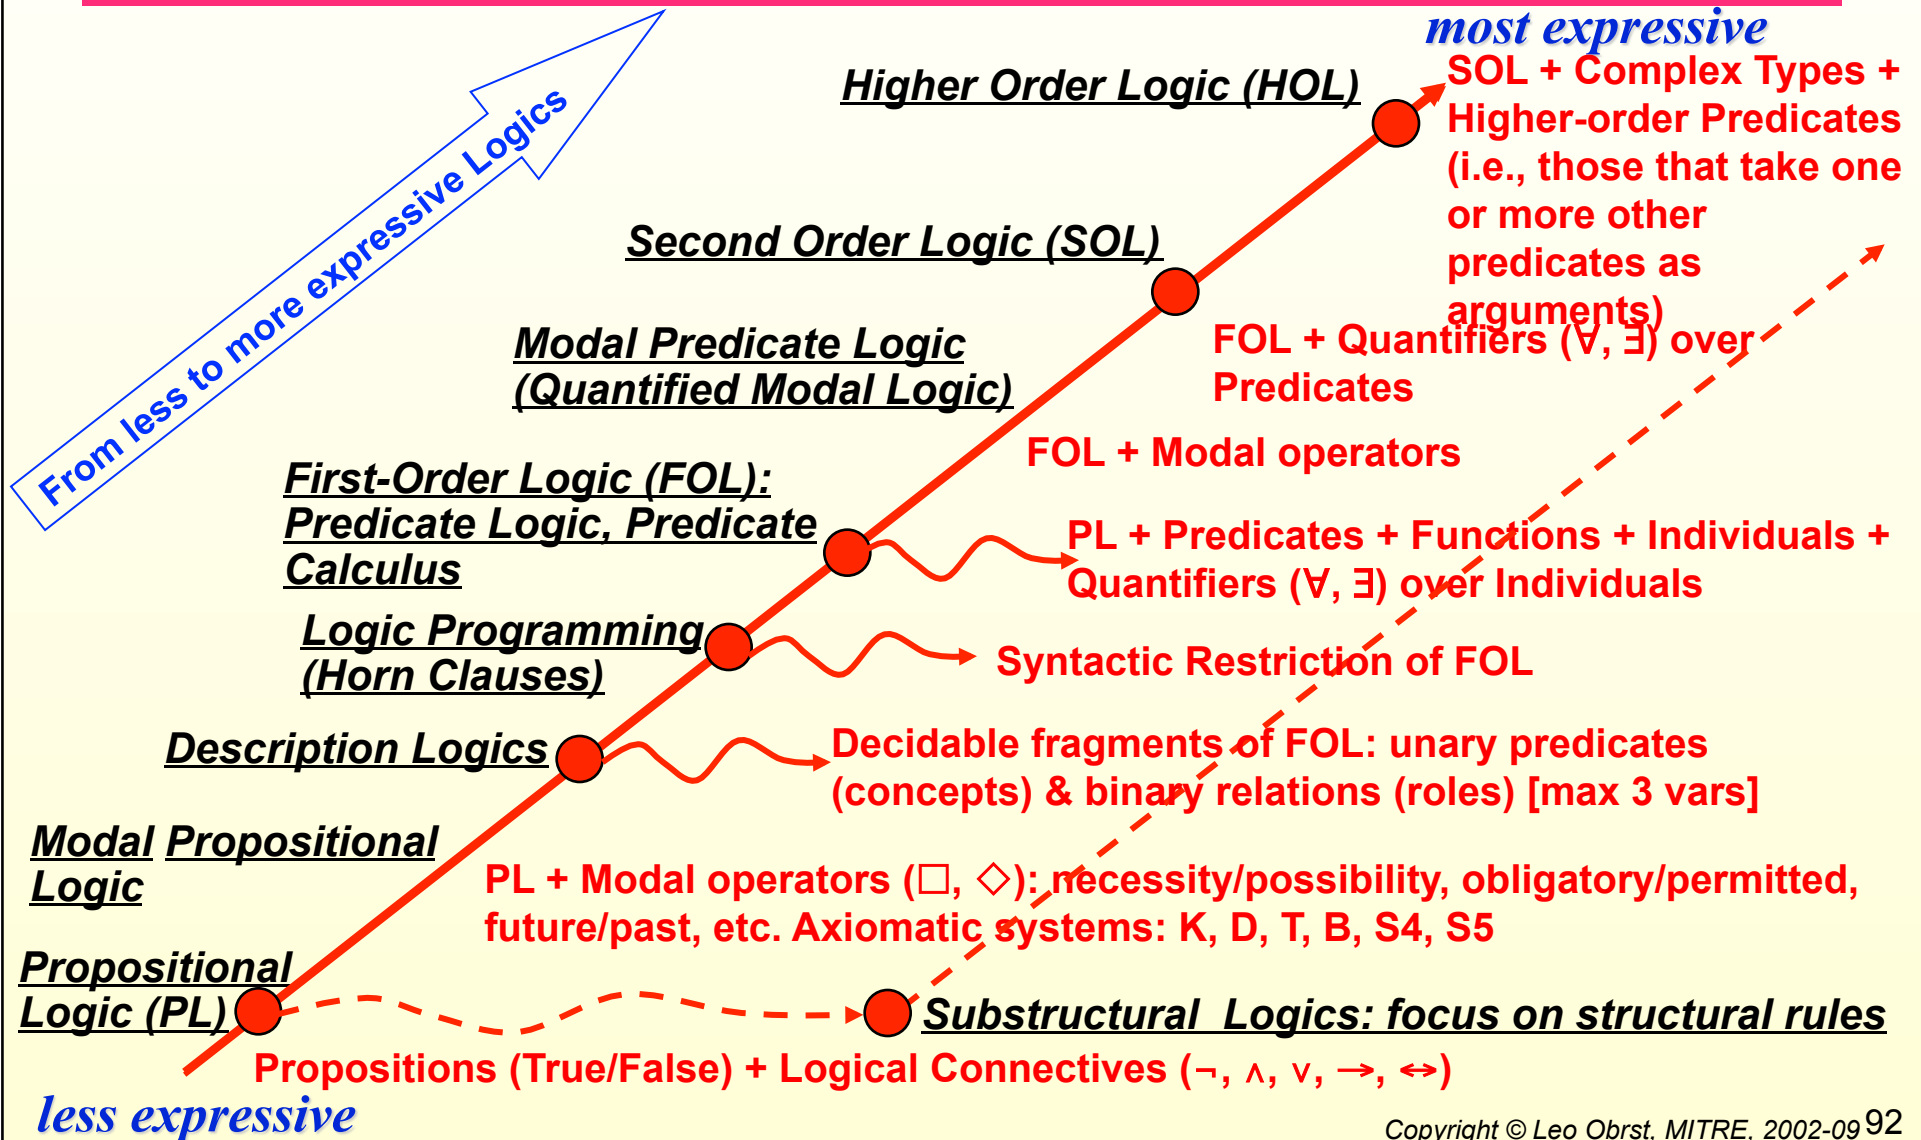 most expressive
Higher Order Logic (HOL)
SOL + Complex Types +
Higher-order Predicates
(i.e., those that take one
or more other
predicates as
arguments)
From less to more expressive Logics
Second Order Logic (SOL)
FOL + Quantifiers (∀, ∃) over
Predicates
Modal Predicate Logic
(Quantified Modal Logic)
FOL + Modal operators
First-Order Logic (FOL):
Predicate Logic, Predicate
Calculus
PL + Predicates + Functions + Individuals +
Quantifiers (∀, ∃) over Individuals
Logic Programming
(Horn Clauses)
Syntactic Restriction of FOL
Description Logics
Decidable fragments of FOL: unary predicates
(concepts) & binary relations (roles) [max 3 vars]
Modal Propositional
Logic
PL + Modal operators (□, ◇): necessity/possibility, obligatory/permitted,
future/past, etc. Axiomatic systems: K, D, T, B, S4, S5
Propositional
Logic (PL)
Substructural Logics: focus on structural rules
Propositions (True/False) + Logical Connectives (¬, ∧, ∨, →, ↔)
less expressive
Copyright © Leo Obrst, MITRE, 2002-09 92